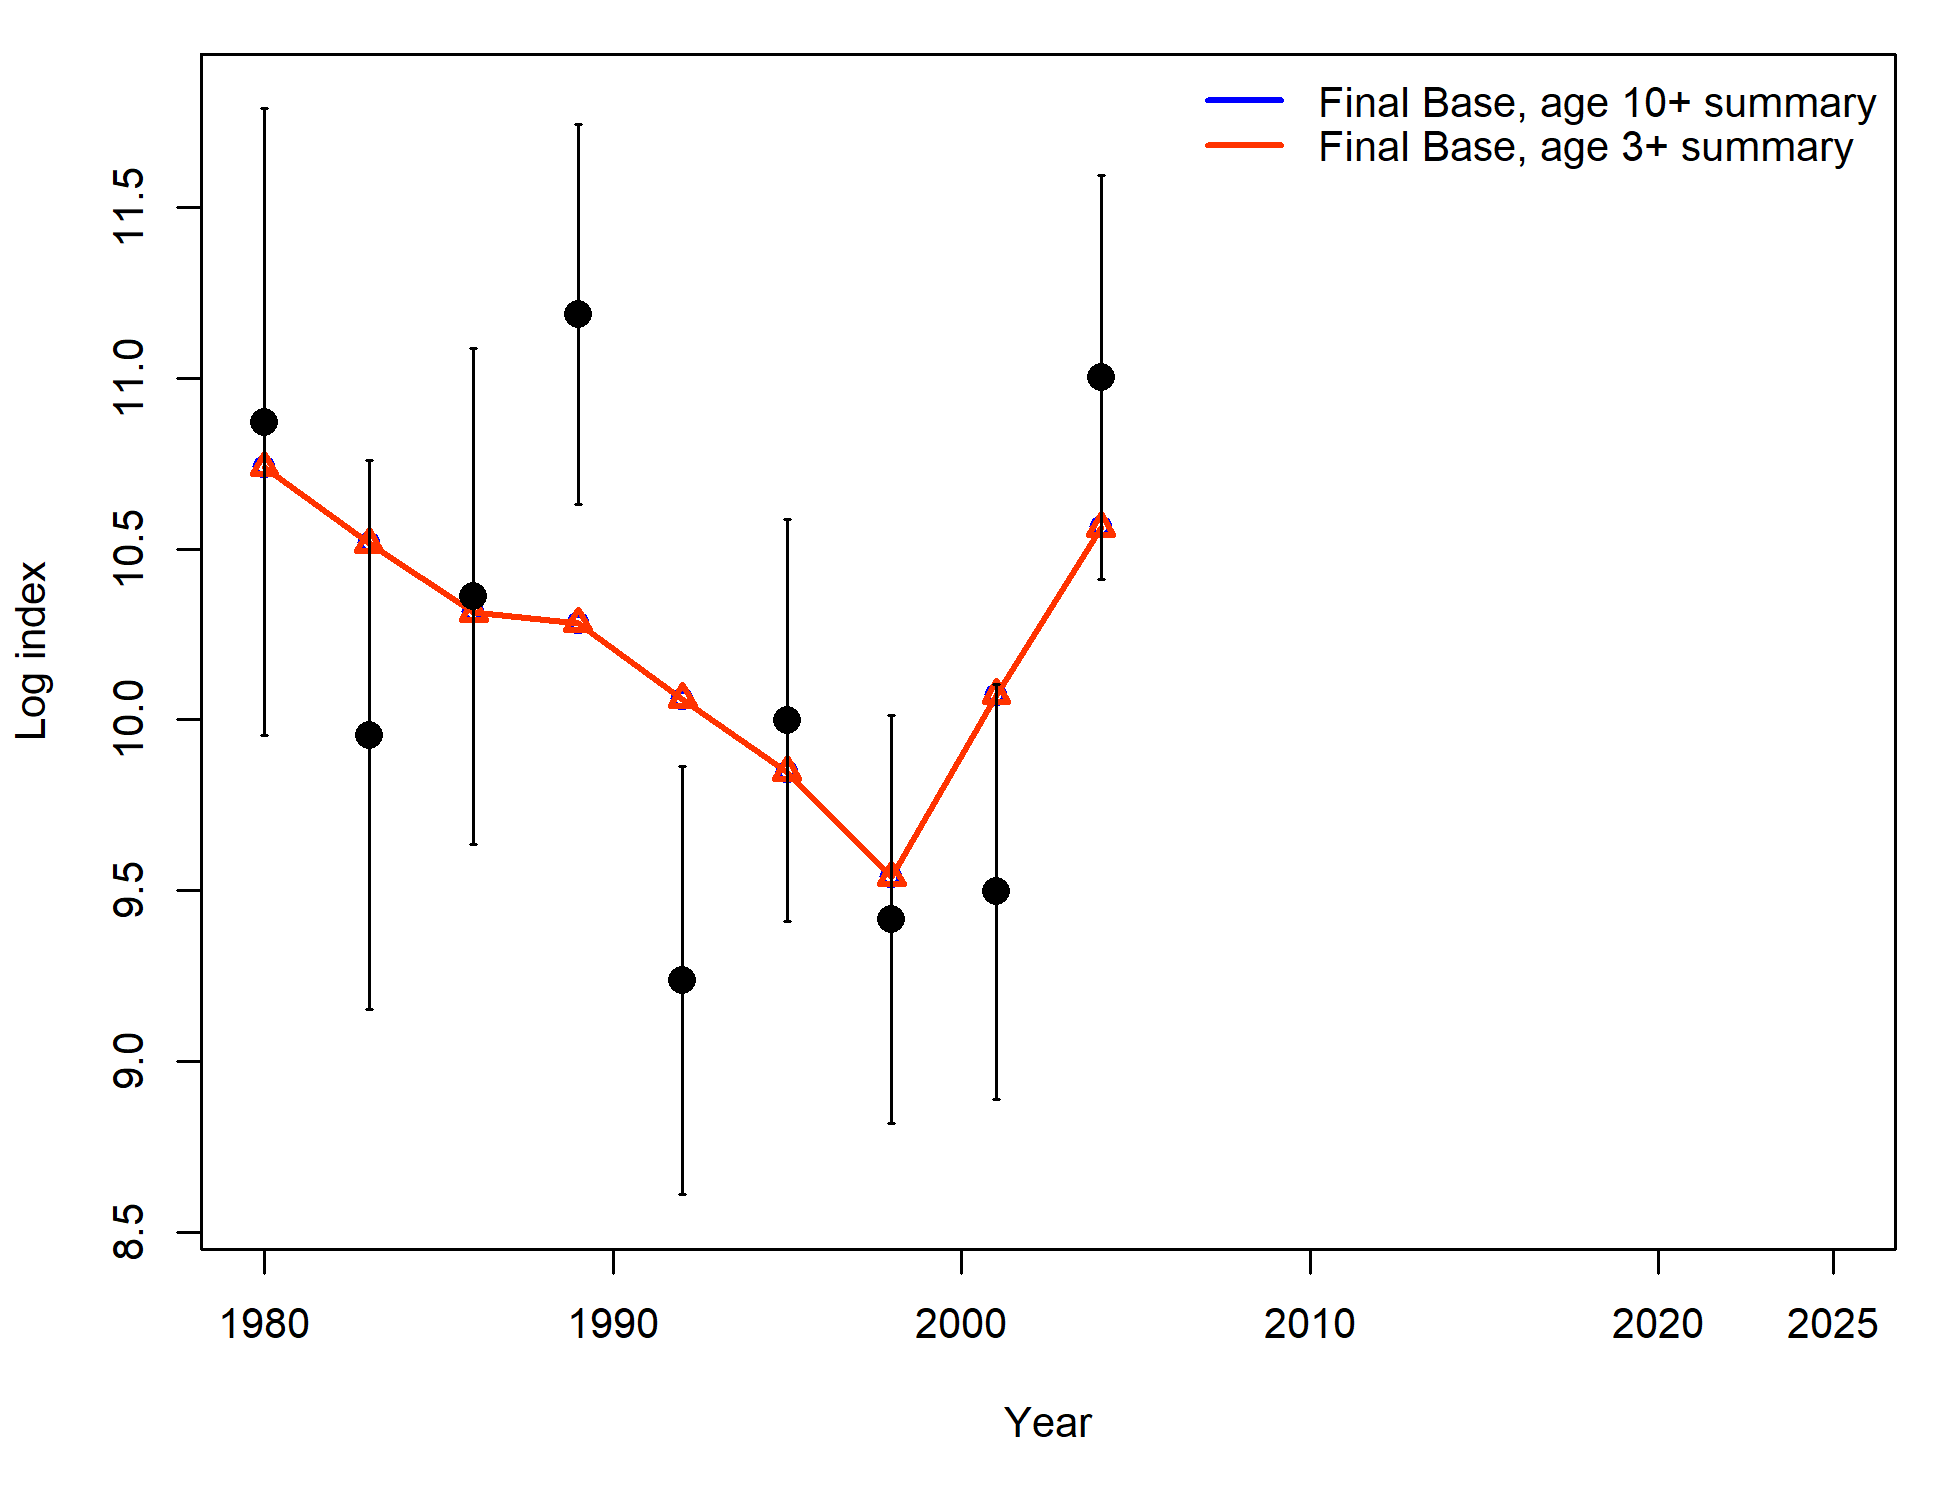 Final Base, age 10+ summary
Final Base, age 3+ summary
11.5
11.0
10.5
10.0
9.5
9.0
8.5
Log index
1980 1990 2000 2010 2020 2025
Year